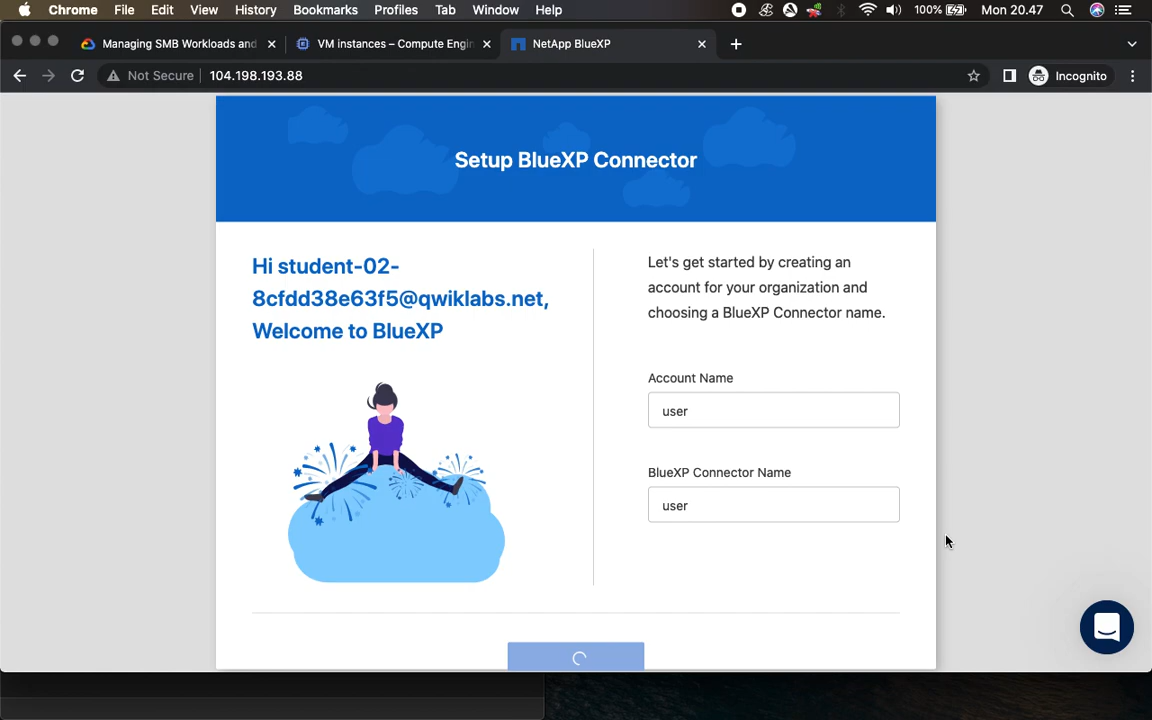 Chrome File Edit View History Bookmarks Profiles Tab Window Help 100% Mon 20.47
Managing SMB Workloads and
VM instances – Compute Engin
NetApp BlueXP
Not Secure 104.198.193.88 Incognito
Setup BlueXP Connector
Hi student-02-
8cfdd38e63f5@qwiklabs.net,
Welcome to BlueXP
Let's get started by creating an
account for your organization and
choosing a BlueXP Connector name.
Account Name
user
BlueXP Connector Name
user